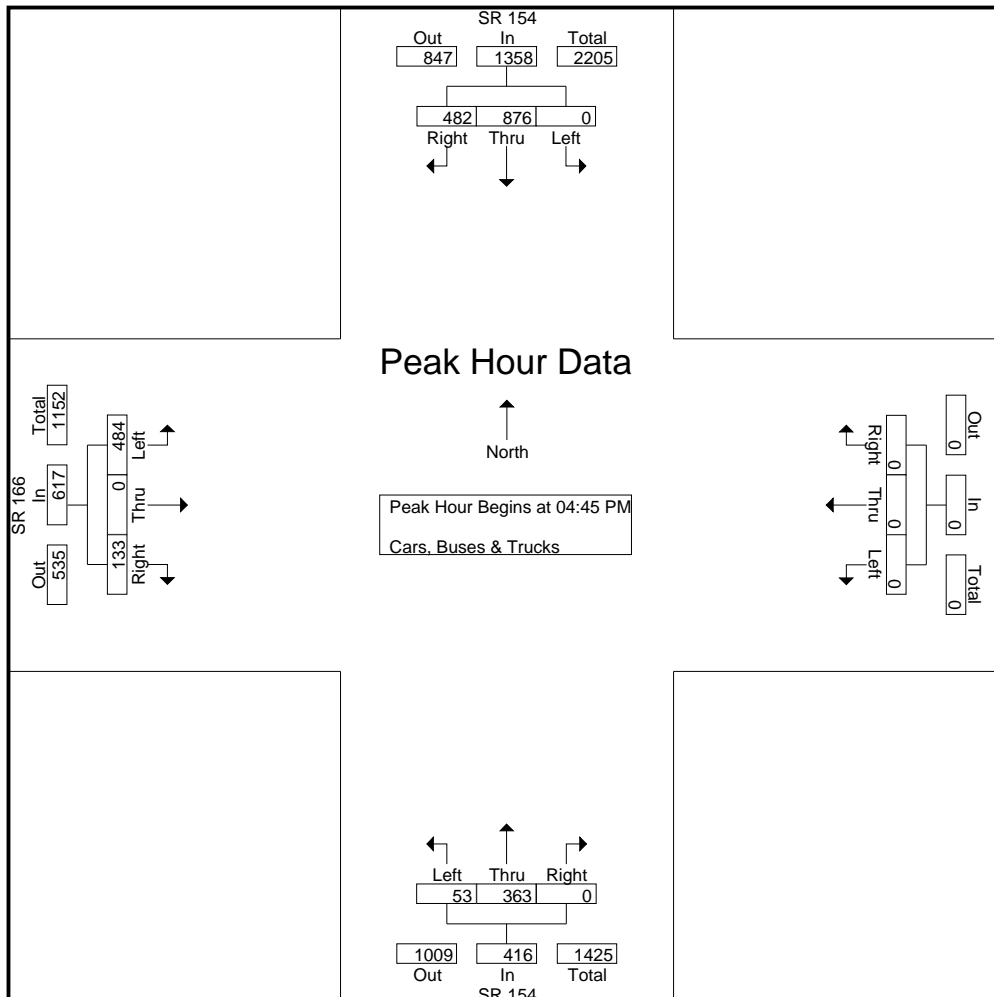 SR 154
Out In Total
847 1358 2205
482 876 0
Right Thru Left
Peak Hour Data
North
Peak Hour Begins at 04:45 PM
Cars, Buses & Trucks
SR 166
Out In Total
535 617 1152
Right Thru Left
133 0 484
Out In Total
0 0 0
Right Thru Left
0 0 0
Left Thru Right
53 363 0
1009 416 1425
Out In Total
SR 154